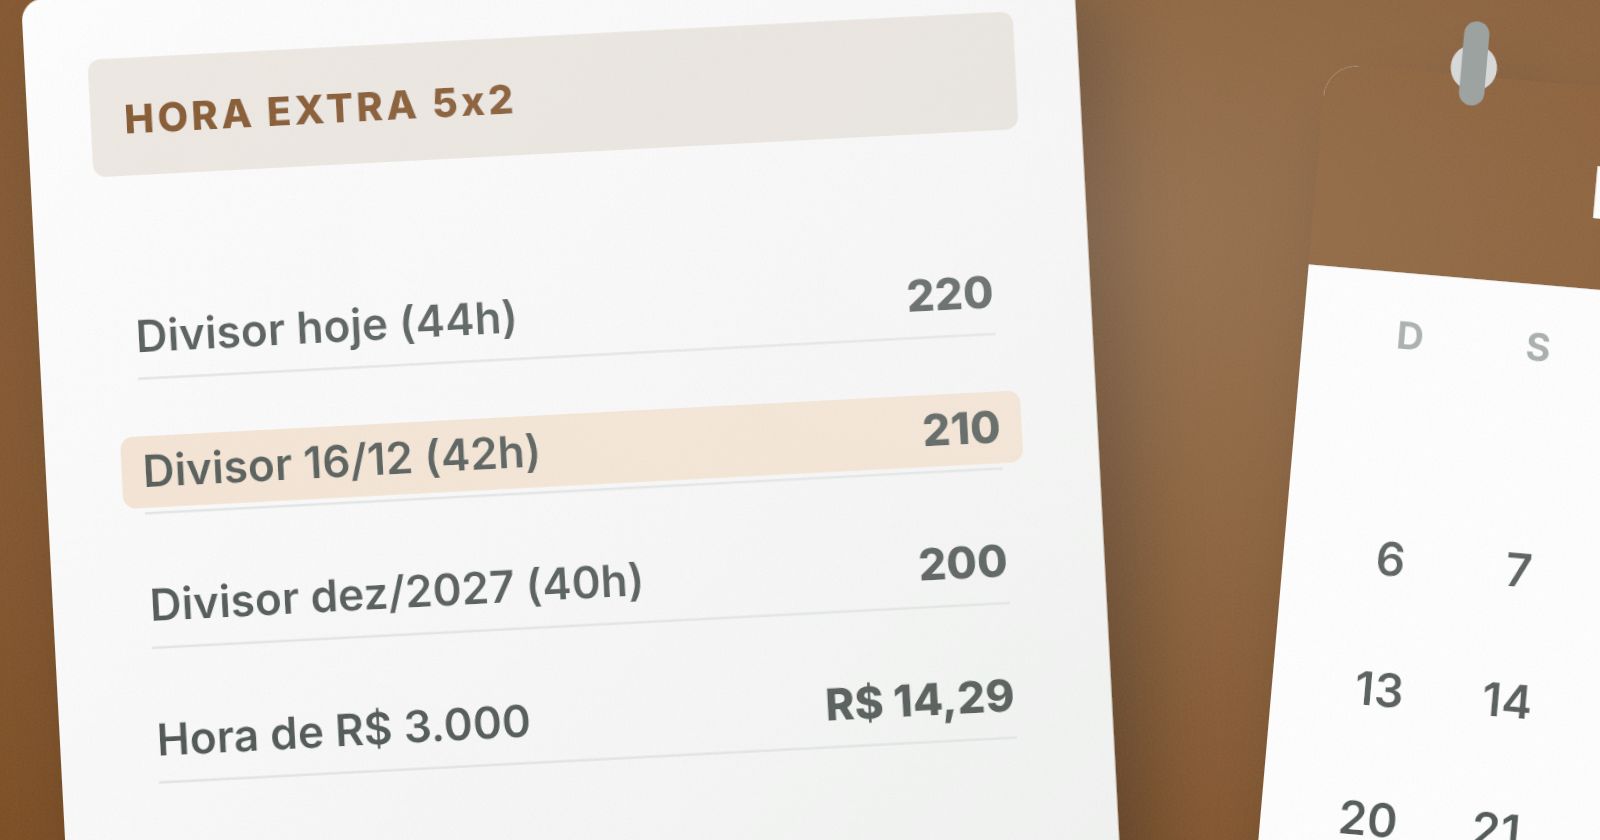 HORA EXTRA 5x2
Divisor hoje (44h) 220
Divisor 16/12 (42h) 210
Divisor dez/2027 (40h) 200
Hora de R$ 3.000 R$ 14,29
D S
6 7
13 14
20 21